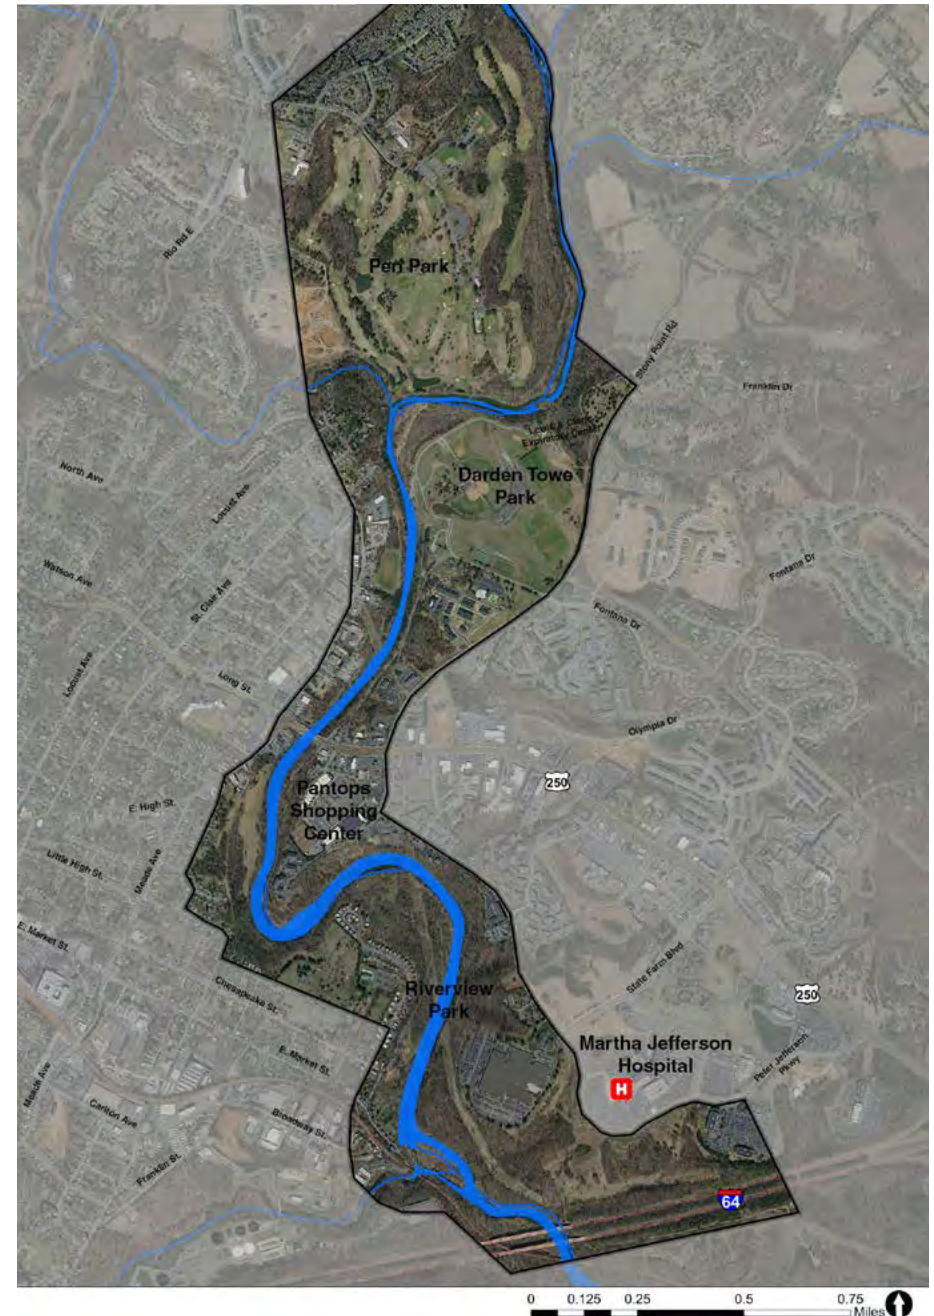 Rio Rd E
Pen Park
Stony Point Rd
Franklin Dr
Lewis & Clark
Exploratory Center
North Ave
Locust Ave
Darden Towe
Park
Watson Ave
St. Clair Ave
Fontana Dr
Fontana Dr
Locust Ave
Long St.
Olympia Dr
250
Pantops
Shopping
Center
E. High St.
Little High St.
Meade Ave
E. Market St.
State Farm Blvd
Chesapeake St.
Riverview
Park
250
Martha Jefferson
Hospital
H
E. Market St.
Peter Jefferson
Pkwy
Meade Ave
Carlton Ave
Broadway St.
Franklin St.
64
0 0.125 0.25 0.5 0.75
Miles